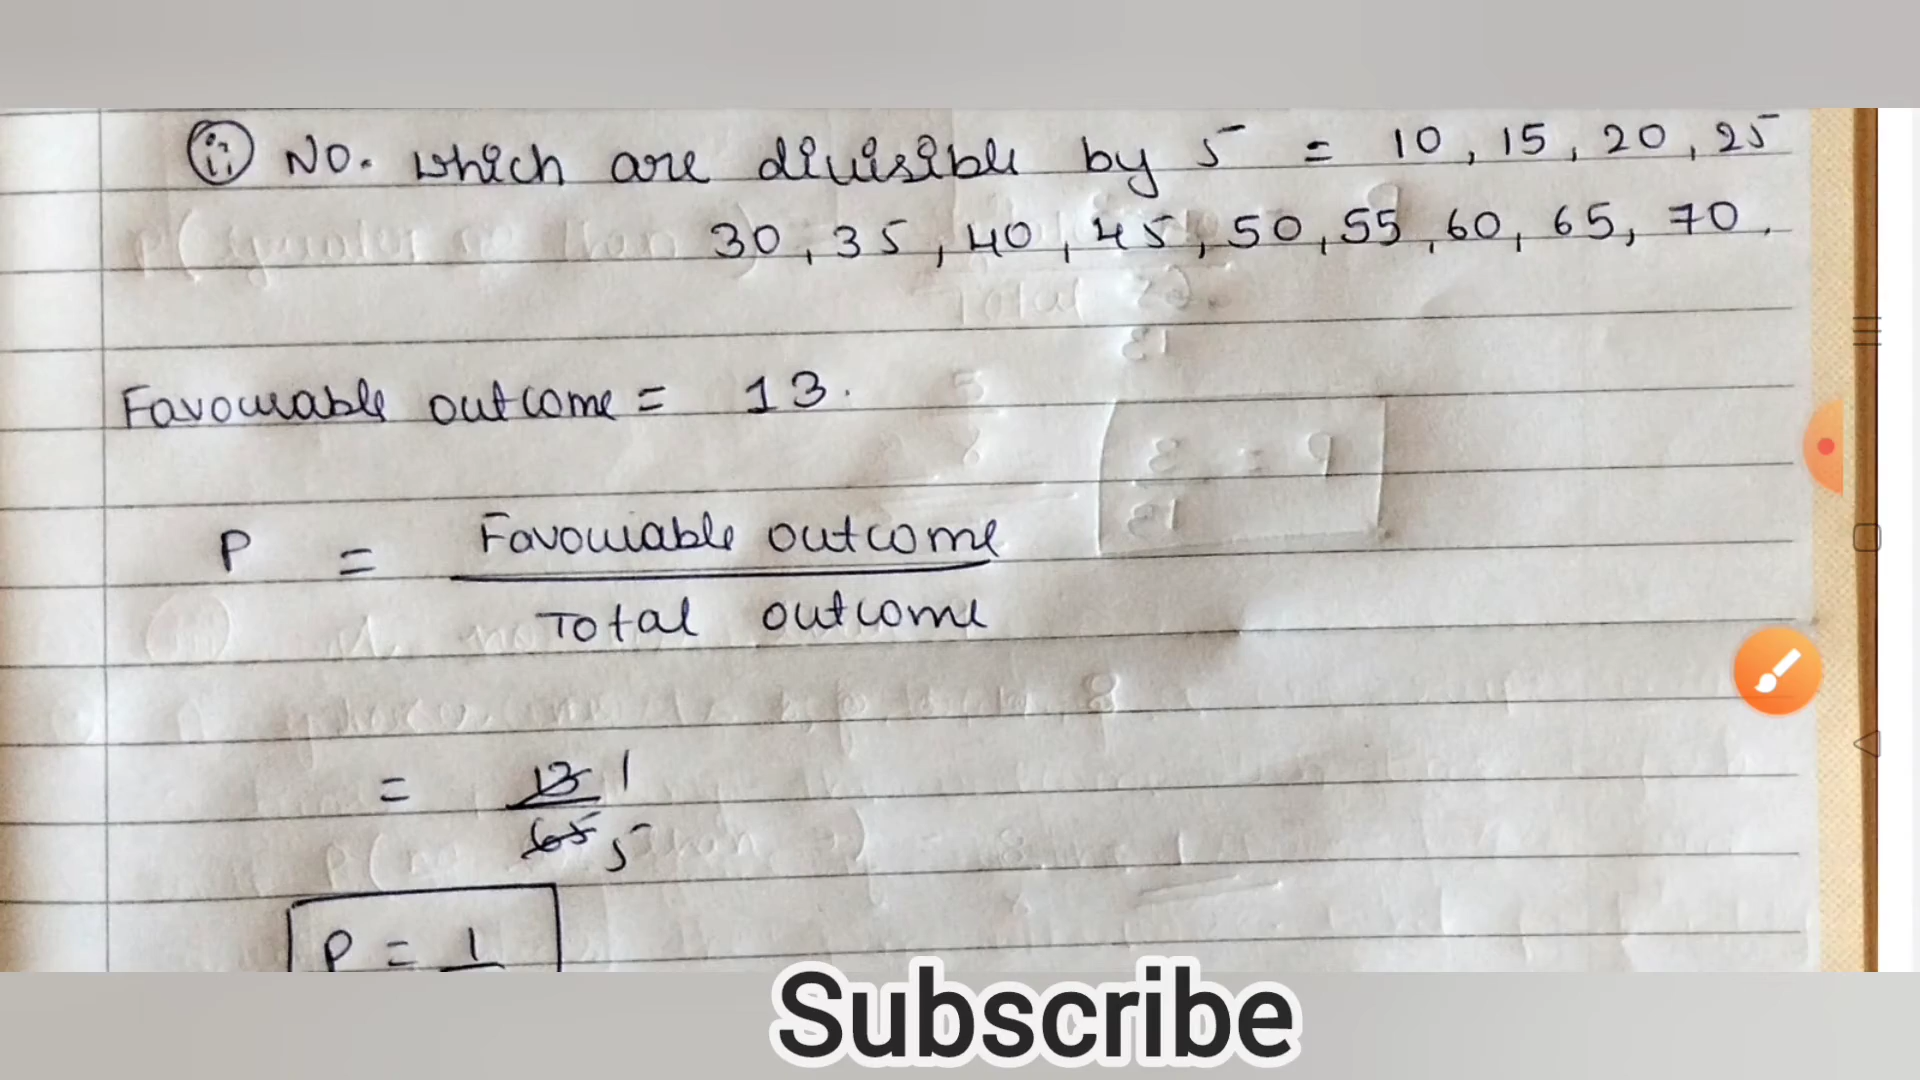 (ii) No. which are divisible by 5 = 10, 15, 20, 25
30, 35, 40, 45, 50, 55, 60, 65, 70.
Favourable outcome = 13.
P = Favourable outcome
Total outcome
= 13 1
65 5
P = 1
Subscribe